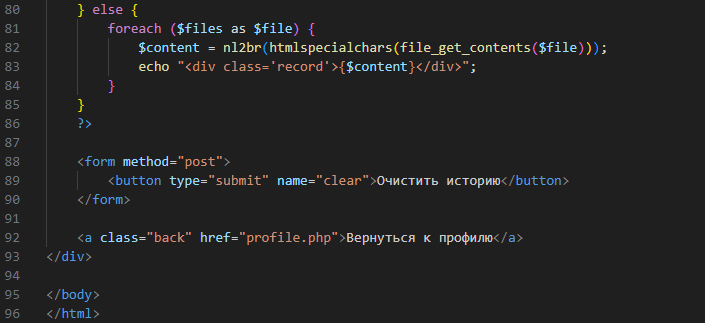 80 } else {
81 foreach ($files as $file) {
82 $content = nl2br(htmlspecialchars(file_get_contents($file)));
83 echo "<div class='record'>{$content}</div>";
84 }
85 }
86 ?>
87
88 <form method="post">
89 <button type="submit" name="clear">Очистить историю</button>
90 </form>
91
92 <a class="back" href="profile.php">Вернуться к профилю</a>
93 </div>
94
95 </body>
96 </html>